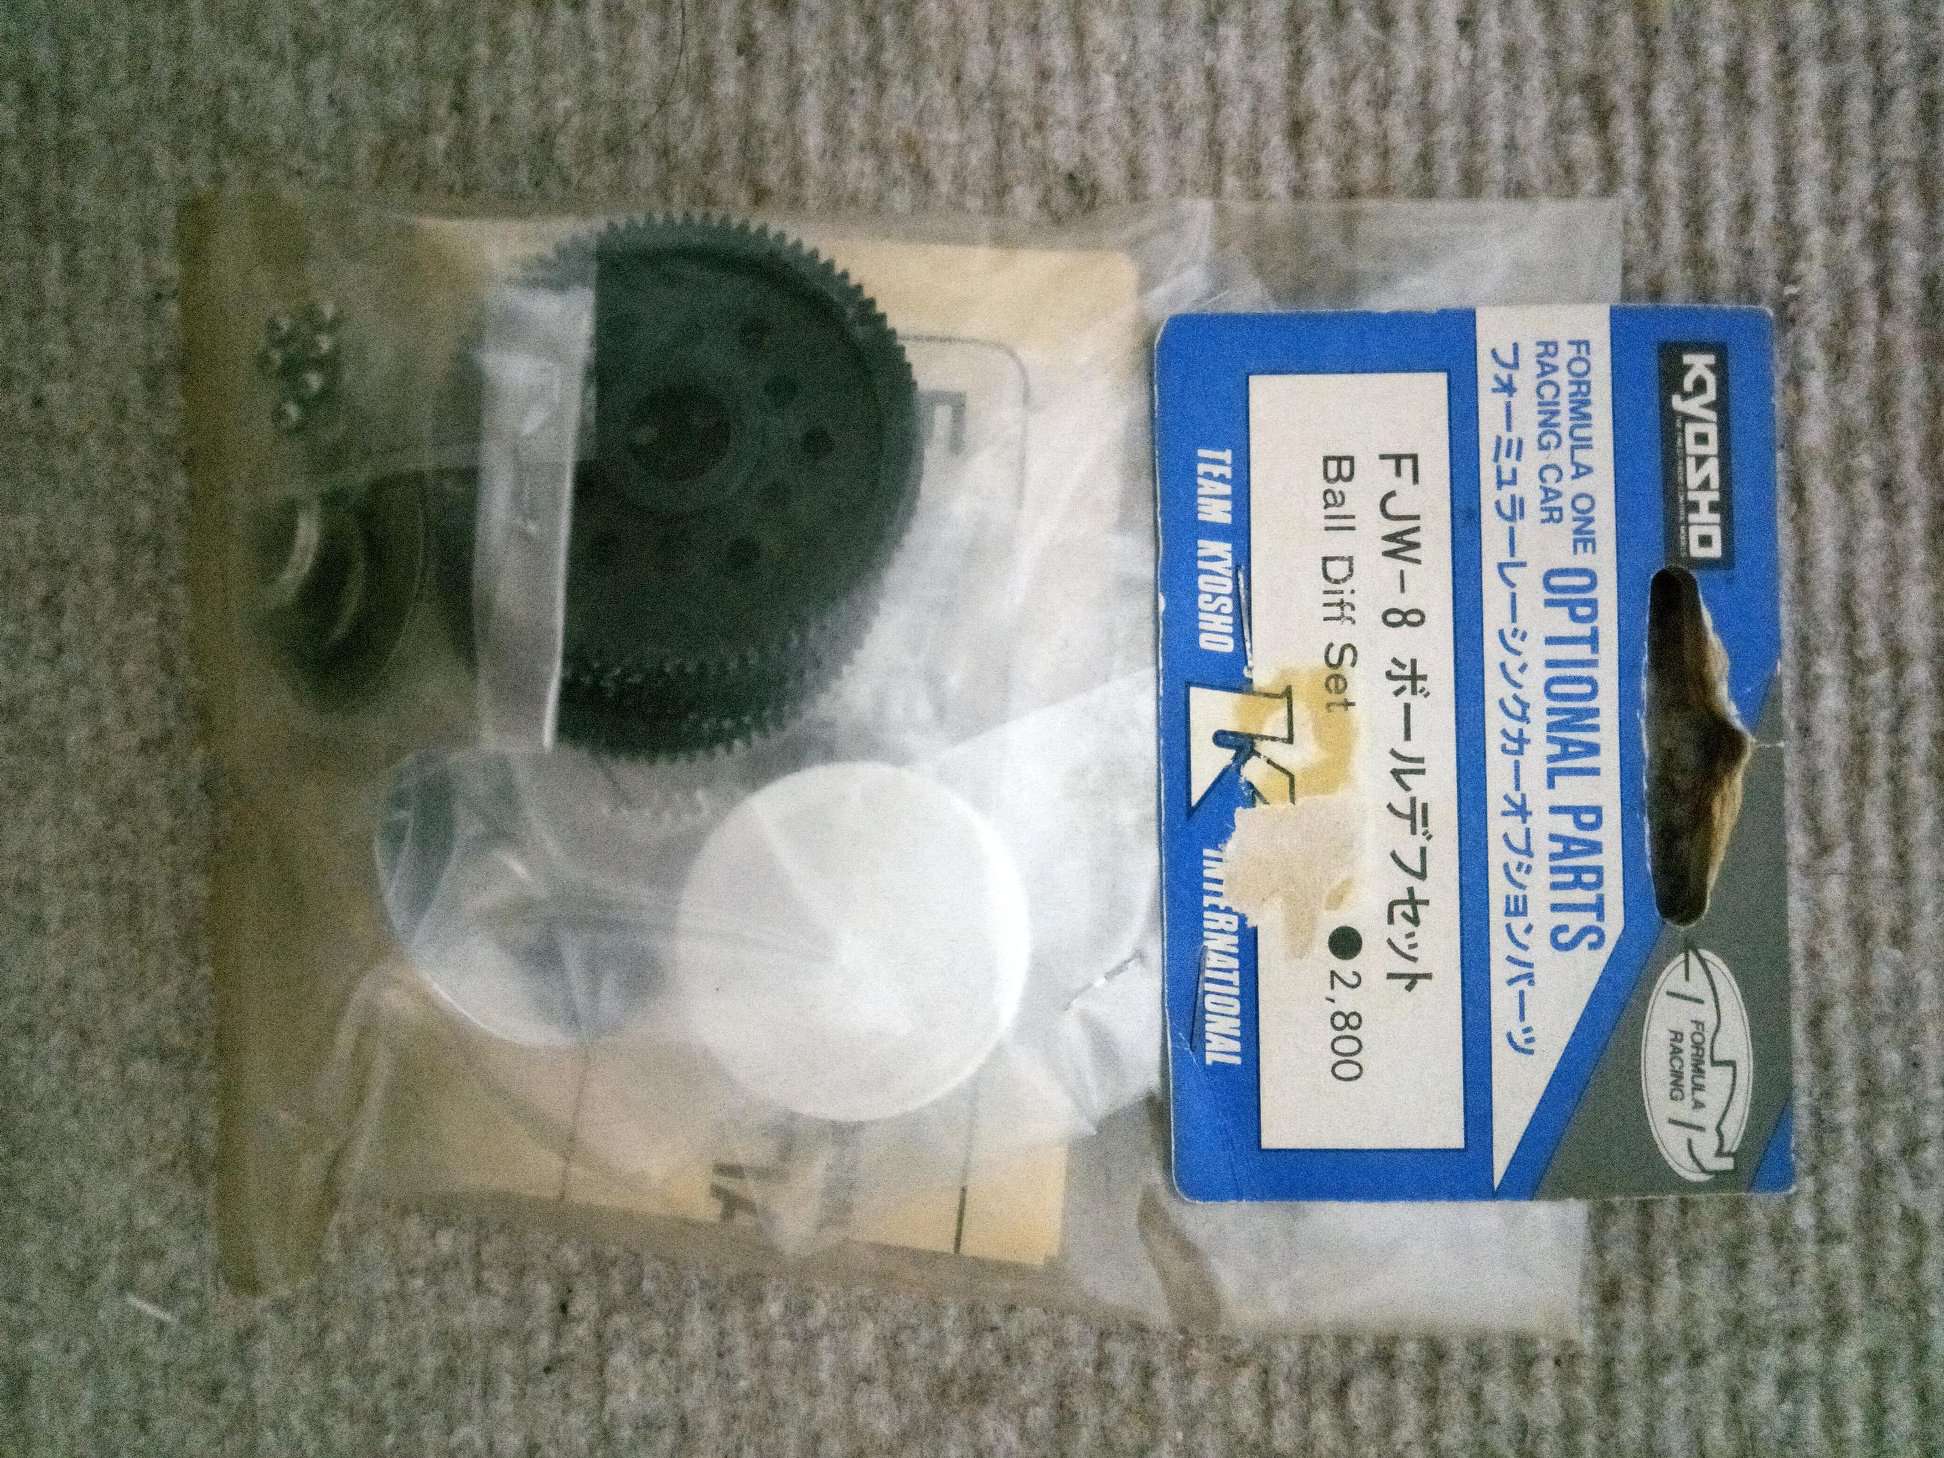 KYOSHO
FORMULA ONE
RACING CAR
OPTIONAL PARTS
フォーミュラーレーシングカーオプションパーツ
FORMULA
RACING
FJW-8 ボールデフセット
Ball Diff Set
●2,800
TEAM KYOSHO
INTERNATIONAL